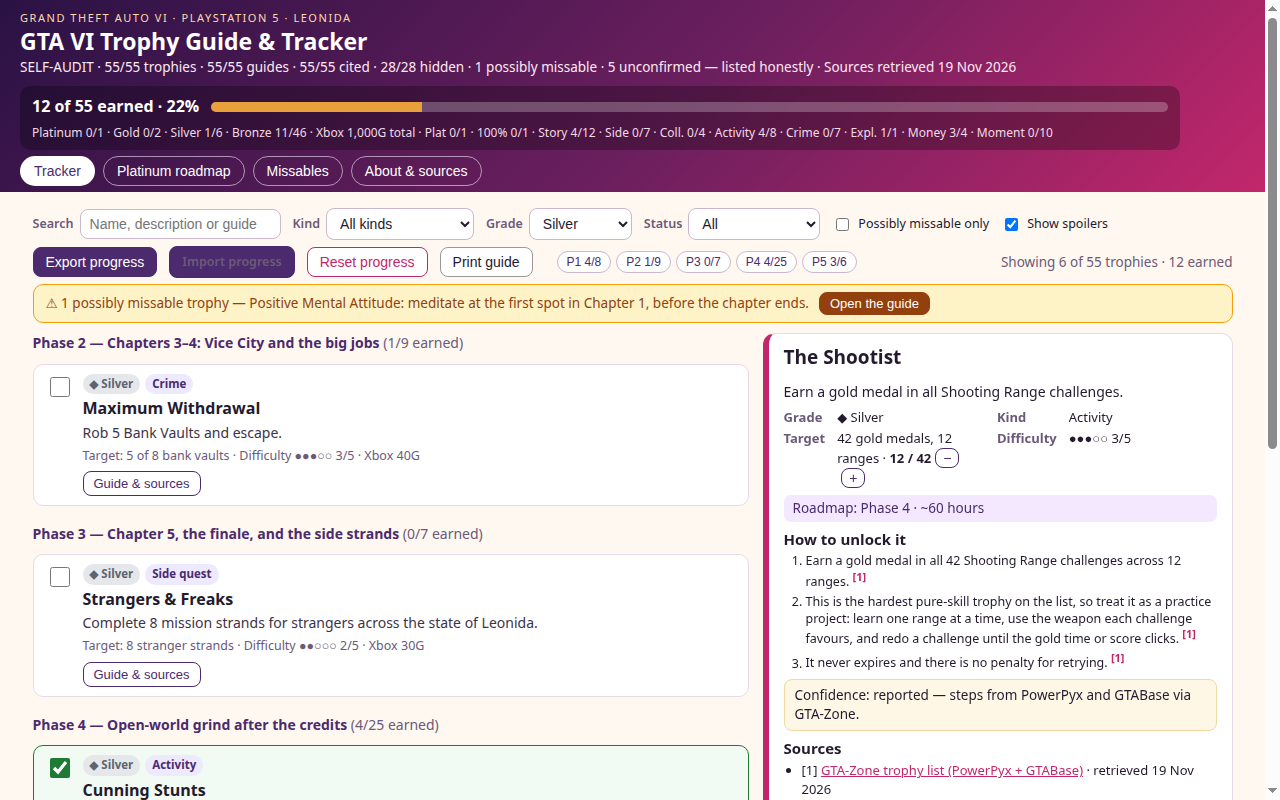 GRAND THEFT AUTO VI · PLAYSTATION 5 · LEONIDA
GTA VI Trophy Guide & Tracker
SELF-AUDIT · 55/55 trophies · 55/55 guides · 55/55 cited · 28/28 hidden · 1 possibly missable · 5 unconfirmed — listed honestly · Sources retrieved 19 Nov 2026
12 of 55 earned · 22%
Platinum 0/1 · Gold 0/2 · Silver 1/6 · Bronze 11/46 · Xbox 1,000G total · Plat 0/1 · 100% 0/1 · Story 4/12 · Side 0/7 · Coll. 0/4 · Activity 4/8 · Crime 0/7 · Expl. 1/1 · Money 3/4 · Moment 0/10
Tracker Platinum roadmap Missables About & sources
Search Name, description or guide Kind All kinds Grade Silver Status All Possibly missable only Show spoilers
Export progress Import progress Reset progress Print guide P1 4/8 P2 1/9 P3 0/7 P4 4/25 P5 3/6 Showing 6 of 55 trophies · 12 earned
⚠ 1 possibly missable trophy — Positive Mental Attitude: meditate at the first spot in Chapter 1, before the chapter ends. Open the guide
Phase 2 — Chapters 3–4: Vice City and the big jobs (1/9 earned)
◆ Silver Crime
Maximum Withdrawal
Rob 5 Bank Vaults and escape.
Target: 5 of 8 bank vaults · Difficulty ●●●○○ 3/5 · Xbox 40G
Guide & sources
Phase 3 — Chapter 5, the finale, and the side strands (0/7 earned)
◆ Silver Side quest
Strangers & Freaks
Complete 8 mission strands for strangers across the state of Leonida.
Target: 8 stranger strands · Difficulty ●●○○○ 2/5 · Xbox 30G
Guide & sources
Phase 4 — Open-world grind after the credits (4/25 earned)
◆ Silver Activity
Cunning Stunts
The Shootist
Earn a gold medal in all Shooting Range challenges.
Grade ◆ Silver Kind Activity
Target 42 gold medals, 12 Difficulty ●●●○○ 3/5
ranges · 12 / 42 −
+
Roadmap: Phase 4 · ~60 hours
How to unlock it
1. Earn a gold medal in all 42 Shooting Range challenges across 12
ranges. [1]
2. This is the hardest pure-skill trophy on the list, so treat it as a practice
project: learn one range at a time, use the weapon each challenge
favours, and redo a challenge until the gold time or score clicks. [1]
3. It never expires and there is no penalty for retrying. [1]
Confidence: reported — steps from PowerPyx and GTABase via
GTA-Zone.
Sources
• [1] GTA-Zone trophy list (PowerPyx + GTABase) · retrieved 19 Nov
2026